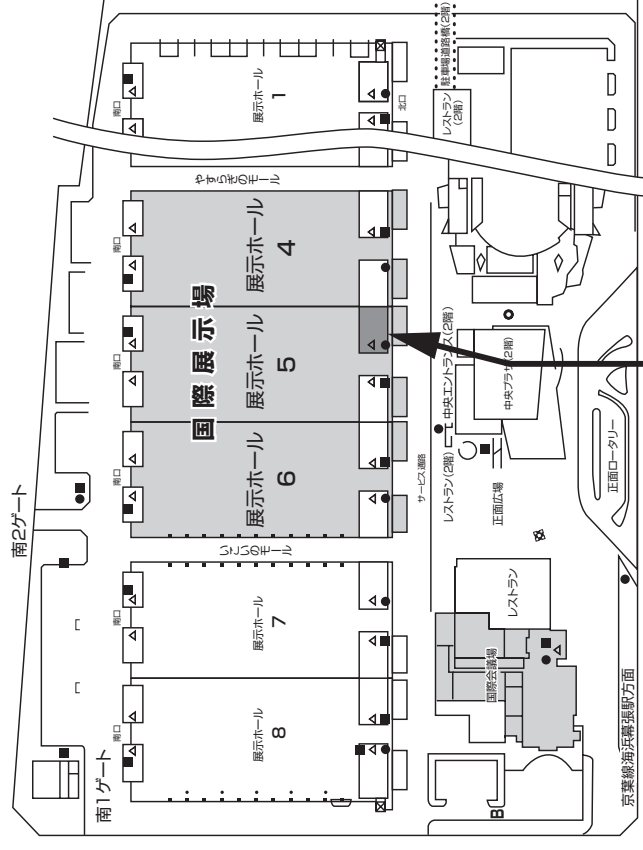 駐車場道路橋(2階)
レストラン
(2階)
南口
展示ホール
1
北口
やすらぎのモール
南口
展示ホール
4
国際展示場
南口
展示ホール
5
中央エントランス(2階)
中央プラザ(2階)
南口
展示ホール
6
サービス通路
レストラン(2階)
正面広場
正面ロータリー
南2ゲート
いこいのモール
南口
展示ホール
7
レストラン
国際会議場
南口
展示ホール
8
南1ゲート
B
京葉線海浜幕張駅方面